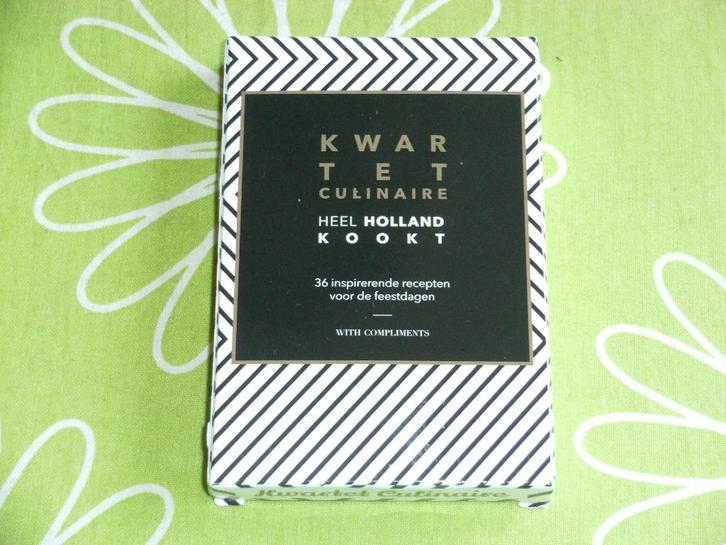 KWAR
TET
CULINAIRE
HEEL HOLLAND
KOOKT
36 inspirerende recepten
voor de feestdagen
WITH COMPLIMENTS
Kwartet Culinaire